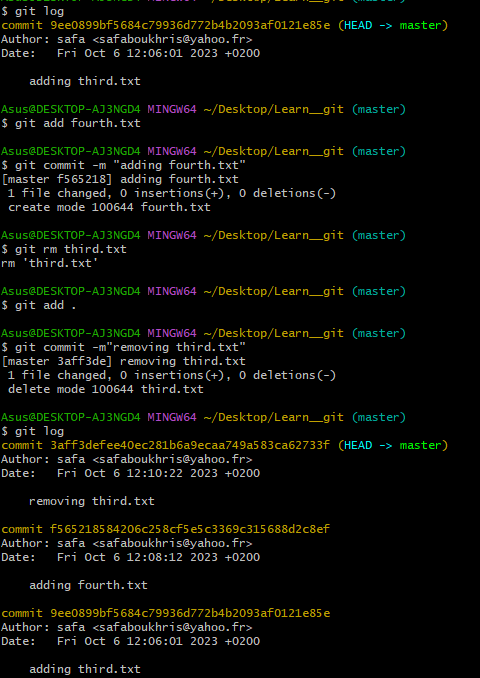 $ git log
commit 9ee0899bf5684c79936d772b4b2093af0121e85e (HEAD -> master)
Author: safa <safaboukhris@yahoo.fr>
Date:   Fri Oct 6 12:06:01 2023 +0200
    adding third.txt
Asus@DESKTOP-AJ3NGD4 MINGW64 ~/Desktop/Learn__git (master)
$ git add fourth.txt
Asus@DESKTOP-AJ3NGD4 MINGW64 ~/Desktop/Learn__git (master)
$ git commit -m "adding fourth.txt"
[master f565218] adding fourth.txt
 1 file changed, 0 insertions(+), 0 deletions(-)
 create mode 100644 fourth.txt
Asus@DESKTOP-AJ3NGD4 MINGW64 ~/Desktop/Learn__git (master)
$ git rm third.txt
rm 'third.txt'
Asus@DESKTOP-AJ3NGD4 MINGW64 ~/Desktop/Learn__git (master)
$ git add .
Asus@DESKTOP-AJ3NGD4 MINGW64 ~/Desktop/Learn__git (master)
$ git commit -m"removing third.txt"
[master 3aff3de] removing third.txt
 1 file changed, 0 insertions(+), 0 deletions(-)
 delete mode 100644 third.txt
Asus@DESKTOP-AJ3NGD4 MINGW64 ~/Desktop/Learn__git (master)
$ git log
commit 3aff3defee40ec281b6a9ecaa749a583ca62733f (HEAD -> master)
Author: safa <safaboukhris@yahoo.fr>
Date:   Fri Oct 6 12:10:22 2023 +0200
    removing third.txt
commit f565218584206c258cf5e5c3369c315688d2c8ef
Author: safa <safaboukhris@yahoo.fr>
Date:   Fri Oct 6 12:08:12 2023 +0200
    adding fourth.txt
commit 9ee0899bf5684c79936d772b4b2093af0121e85e
Author: safa <safaboukhris@yahoo.fr>
Date:   Fri Oct 6 12:06:01 2023 +0200
    adding third.txt